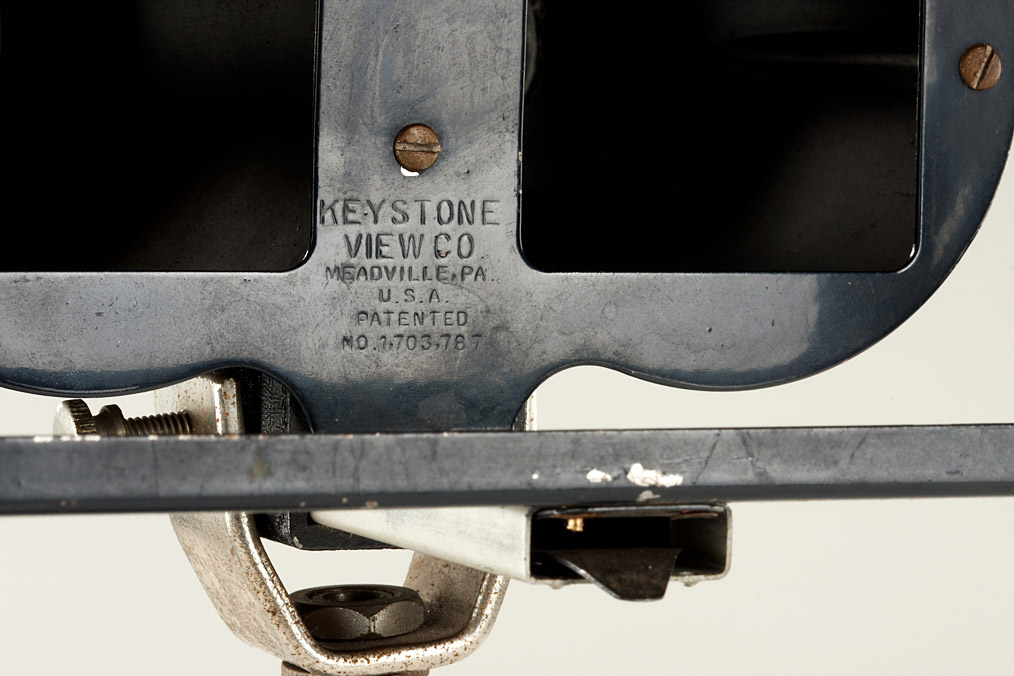 KEYSTONE
VIEW CO.
MEADVILLE, PA.
U.S.A.
PATENTED
NO.1,703,787